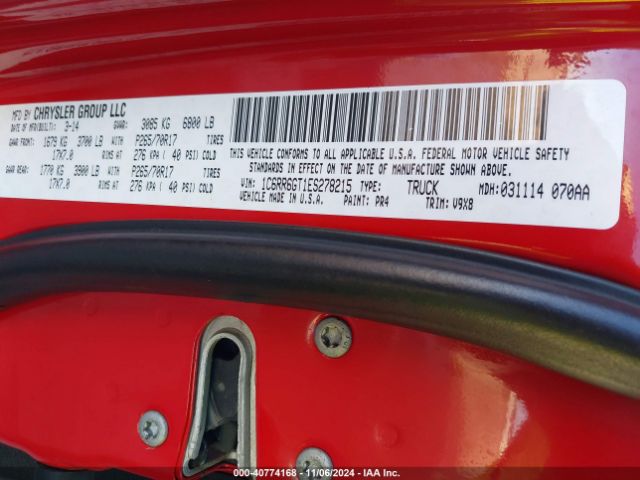 MFD BY CHRYSLER GROUP LLC
DATE OF MFR(BUILT): 3-14 GVWR: 3085 KG 6800 LB
GAWR FRONT: 1679 KG 3700 LB WITH P265/70R17 TIRES
17X7.0 RIMS AT 276 KPA ( 40 PSI) COLD
GAWR REAR: 1770 KG 3900 LB WITH P265/70R17 TIRES
17X7.0 RIMS AT 276 KPA ( 40 PSI) COLD
THIS VEHICLE CONFORMS TO ALL APPLICABLE U.S.A. FEDERAL MOTOR VEHICLE SAFETY
STANDARDS IN EFFECT ON THE DATE OF MANUFACTURE SHOWN ABOVE.
VIN: 1C6RR6GT1ES278215 TYPE: TRUCK MDH:031114 070AA
VEHICLE MADE IN U.S.A. PAINT: PR4 TRIM: V9X8
Stock#: 40774168 - 11/06/2024 - IAA Inc.